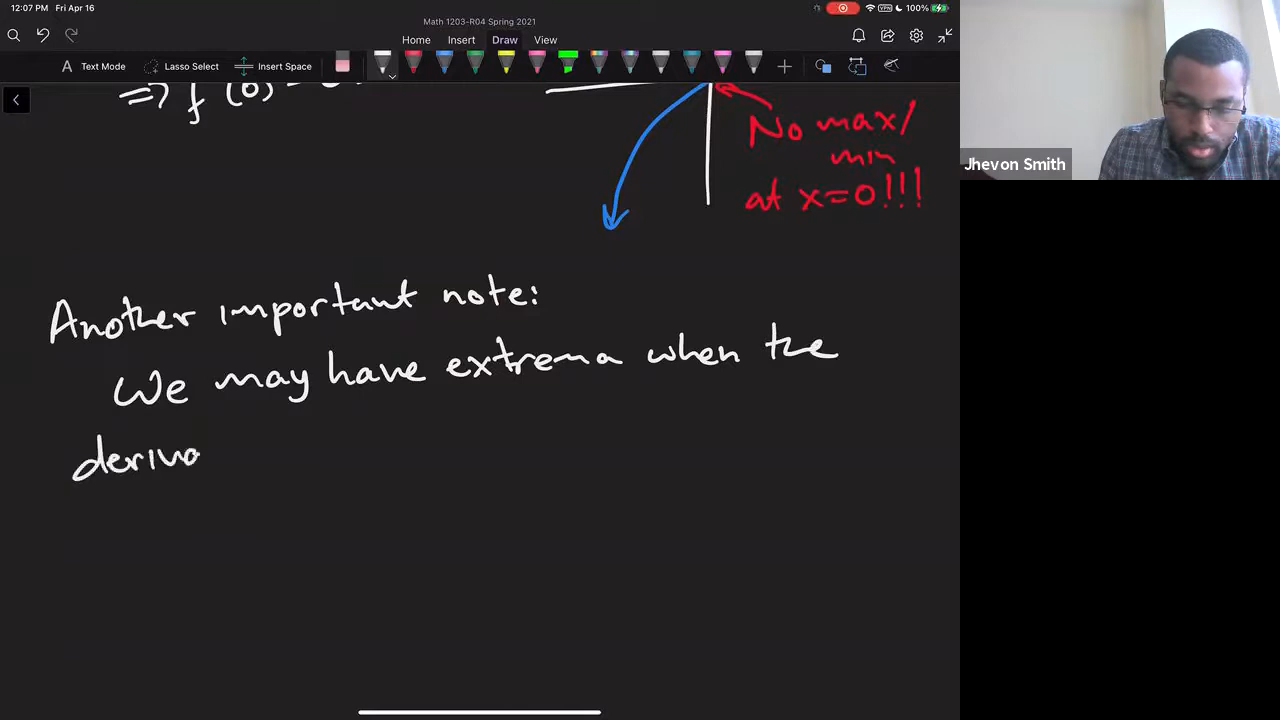 12:07 PM Fri Apr 16
VPN
100%
Math 1203-R04 Spring 2021
Home Insert Draw View
Text Mode Lasso Select Insert Space
No max/
min
at x=0!!!
Another important note:
We may have extrema when the
deriva
Jhevon Smith